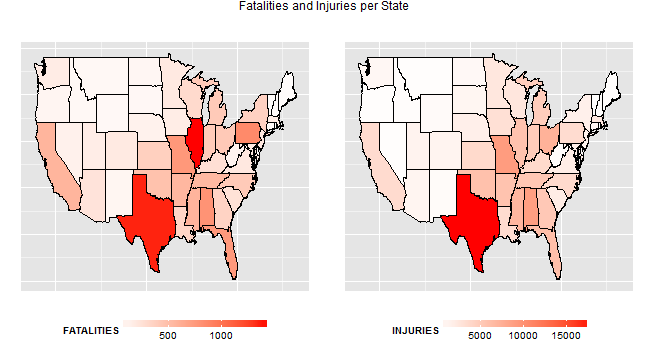 Fatalities and Injuries per State
FATALITIES
500 1000
INJURIES
5000 10000 15000